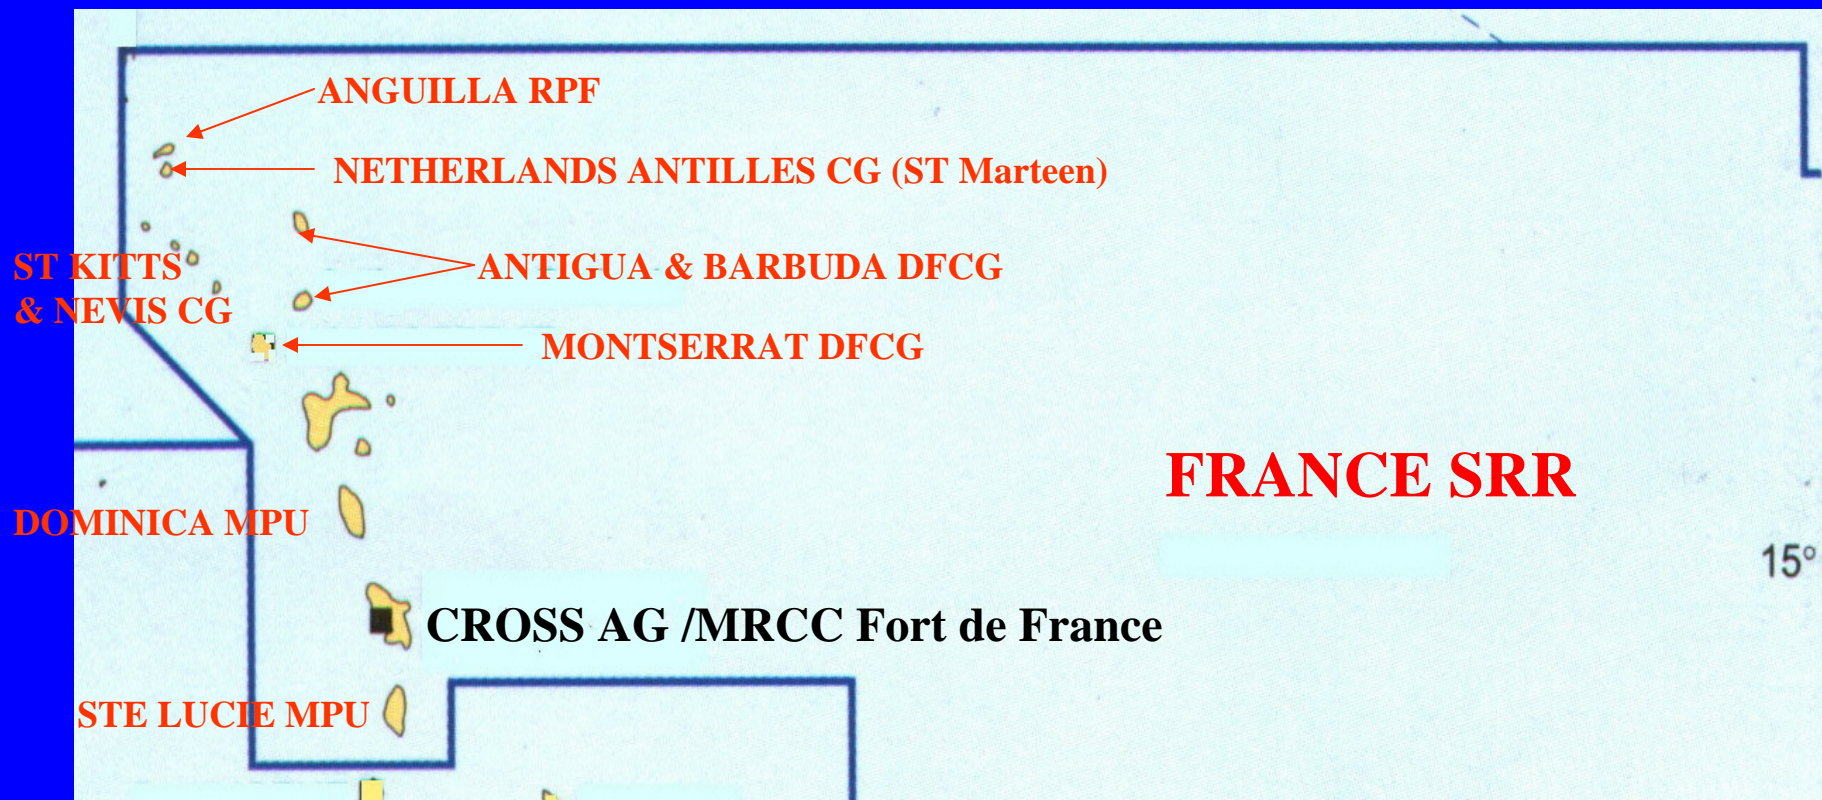 ANGUILLA RPF
NETHERLANDS ANTILLES CG (ST Marteen)
ST KITTS
& NEVIS CG
ANTIGUA & BARBUDA DFCG
MONTSERRAT DFCG
FRANCE SRR
DOMINICA MPU
15°
CROSS AG /MRCC Fort de France
STE LUCIE MPU